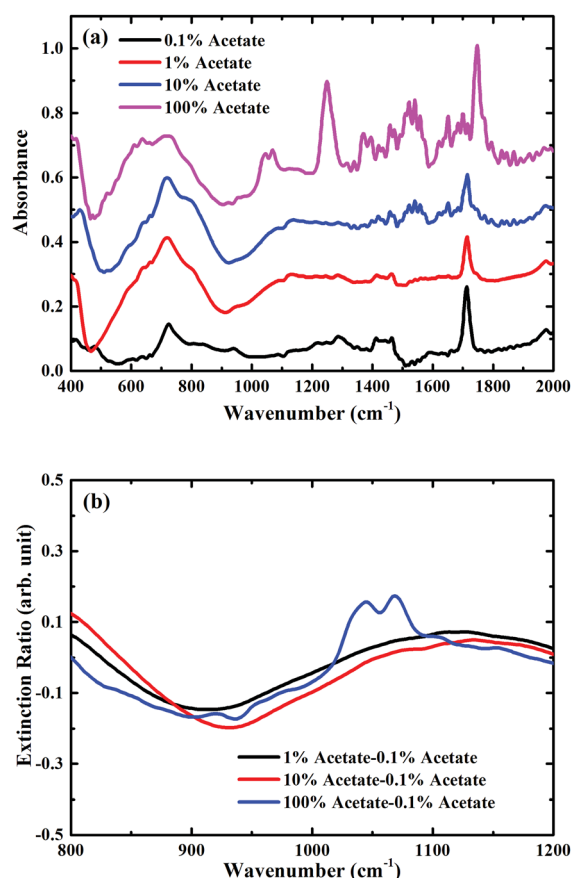 (a)
0.1% Acetate
1% Acetate
10% Acetate
100% Acetate
Absorbance
1.0
0.8
0.6
0.4
0.2
0.0
400 600 800 1000 1200 1400 1600 1800 2000
Wavenumber (cm-1)
(b)
Extinction Ratio (arb. unit)
0.5
0.3
0.1
-0.1
-0.3
-0.5
1% Acetate-0.1% Acetate
10% Acetate-0.1% Acetate
100% Acetate-0.1% Acetate
800 900 1000 1100 1200
Wavenumber (cm-1)